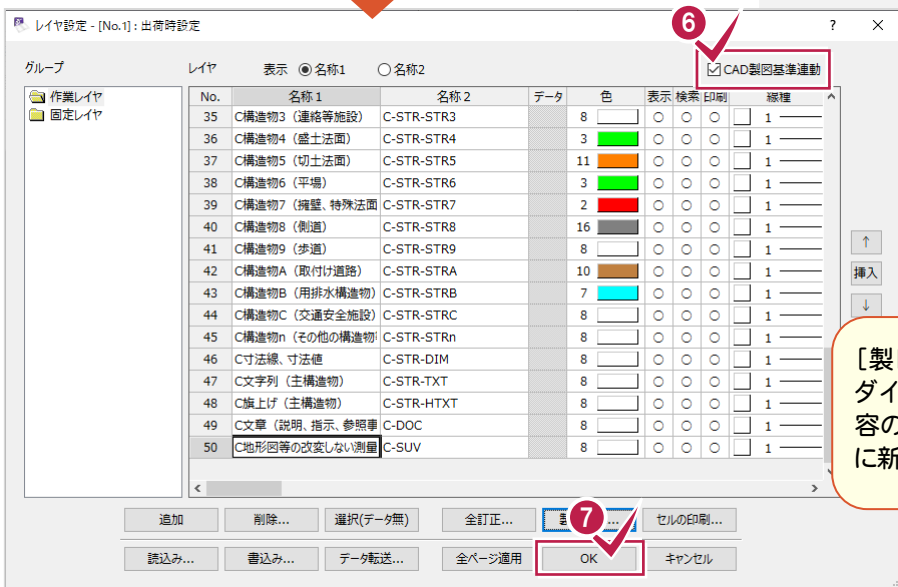 レイヤ設定 - [No.1] : 出荷時設定 ? ×
6
グループ レイヤ 表示 名称1 名称2 CAD製図基準連動
作業レイヤ
固定レイヤ
No. 名称1 名称2 データ 色 表示 検索 印刷 線種
35 C構造物3（連絡等施設） C-STR-STR3 8 ○ ○ ○ 1
36 C構造物4（盛土法面） C-STR-STR4 3 ○ ○ ○ 1
37 C構造物5（切土法面） C-STR-STR5 11 ○ ○ ○ 1
38 C構造物6（平場） C-STR-STR6 3 ○ ○ ○ 1
39 C構造物7（擁壁、特殊法面 C-STR-STR7 2 ○ ○ ○ 1
40 C構造物8（側道） C-STR-STR8 16 ○ ○ ○ 1
41 C構造物9（歩道） C-STR-STR9 8 ○ ○ ○ 1
42 C構造物A（取付け道路） C-STR-STRA 10 ○ ○ ○ 1
43 C構造物B（用排水構造物） C-STR-STRB 7 ○ ○ ○ 1
44 C構造物C（交通安全施設） C-STR-STRC 8 ○ ○ ○ 1
45 C構造物n（その他の構造物 C-STR-STRn 8 ○ ○ ○ 1
46 C寸法線、寸法値 C-STR-DIM 8 ○ ○ ○ 1
47 C文字列（主構造物） C-STR-TXT 8 ○ ○ ○ 1
48 C旗上げ（主構造物） C-STR-HTXT 8 ○ ○ ○ 1
49 C文章（説明、指示、参照事 C-DOC 8 ○ ○ ○ 1
50 C地形図等の改変しない測量 C-SUV 8 ○ ○ ○ 1
↑
挿入
↓
[製
ダイ
容の
に新
追加 削除... 選択(データ無) 全訂正... 7 セルの印刷...
読込み... 書込み... データ転送... 全ページ適用 OK キャンセル